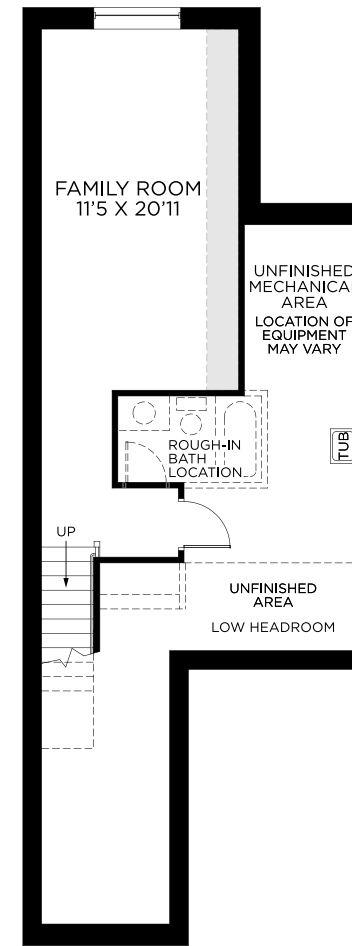 FAMILY ROOM
11'5 X 20'11
UNFINISHED
MECHANICAL
AREA
LOCATION OF
EQUIPMENT
MAY VARY
ROUGH-IN
BATH
LOCATION
TUB
UP
UNFINISHED
AREA
LOW HEADROOM